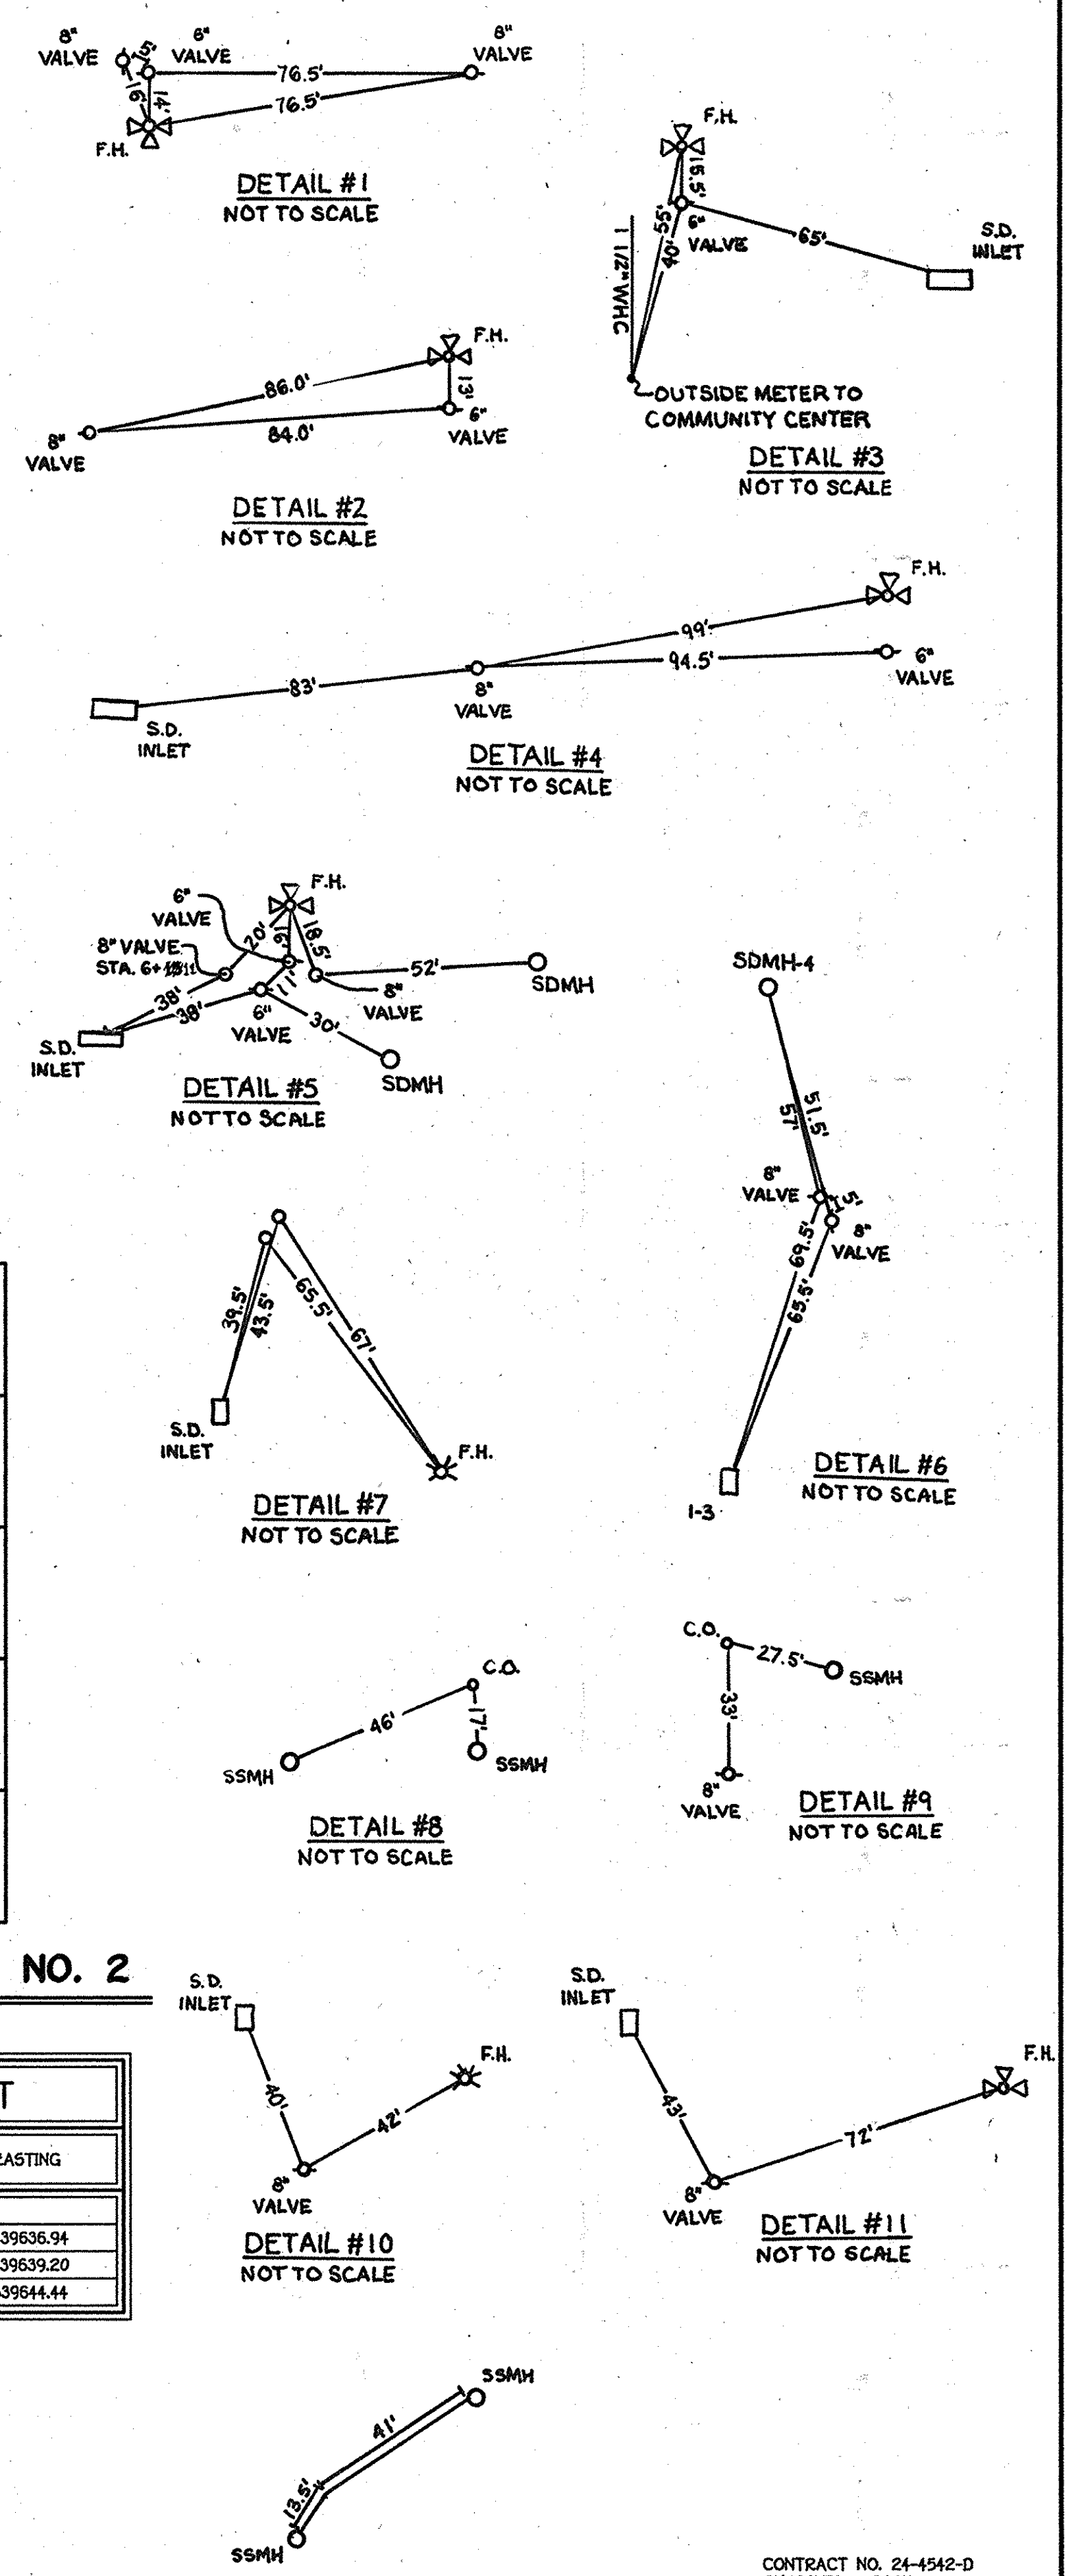 8"
VALVE
15'
6"
VALVE
8"
VALVE
76.5'
76.5'
16'
14'
F.H.
DETAIL #1
NOT TO SCALE
F.H.
15.5'
55'
40'
6"
VALVE
65'
S.D.
INLET
1 1/2" WHC
OUTSIDE METER TO
COMMUNITY CENTER
DETAIL #3
NOT TO SCALE
F.H.
86.0'
13'
84.0'
6"
VALVE
8"
VALVE
DETAIL #2
NOT TO SCALE
F.H.
99'
94.5'
6"
VALVE
83'
8"
VALVE
S.D.
INLET
DETAIL #4
NOT TO SCALE
6"
VALVE
F.H.
20'
16'
18.5'
8" VALVE
STA. 6+
52'
SDMH
38'
38'
11'
8"
VALVE
6"
VALVE
30'
S.D.
INLET
SDMH
DETAIL #5
NOT TO SCALE
SDMH-4
51.5'
57'
8"
VALVE
5'
8"
VALVE
69.5'
65.5'
I-3
DETAIL #6
NOT TO SCALE
39.5'
43.5'
65.5'
67'
S.D.
INLET
F.H.
DETAIL #7
NOT TO SCALE
C.O.
46'
17'
SSMH
SSMH
DETAIL #8
NOT TO SCALE
C.O.
27.5'
SSMH
33'
8"
VALVE
DETAIL #9
NOT TO SCALE
NO. 2
T
EASTING
39636.94
39639.20
39644.44
S.D.
INLET
F.H.
40'
42'
8"
VALVE
DETAIL #10
NOT TO SCALE
S.D.
INLET
F.H.
43'
72'
8"
VALVE
DETAIL #11
NOT TO SCALE
SSMH
41'
13.5'
SSMH
CONTRACT NO. 24-4542-D